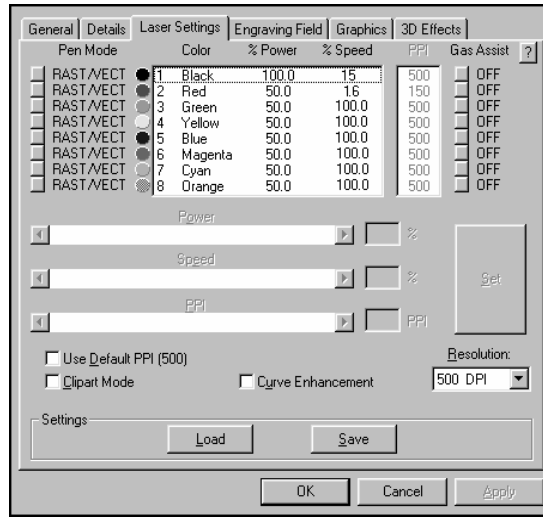 General Details Laser Settings Engraving Field Graphics 3D Effects
Pen Mode Color % Power % Speed PPI Gas Assist ?
RAST/VECT 1 Black 100.0 15 500 OFF
RAST/VECT 2 Red 50.0 1.6 150 OFF
RAST/VECT 3 Green 50.0 100.0 500 OFF
RAST/VECT 4 Yellow 50.0 100.0 500 OFF
RAST/VECT 5 Blue 50.0 100.0 500 OFF
RAST/VECT 6 Magenta 50.0 100.0 500 OFF
RAST/VECT 7 Cyan 50.0 100.0 500 OFF
RAST/VECT 8 Orange 50.0 100.0 500 OFF
Power
%
Speed
% Set
PPI
PPI
Use Default PPI (500) Resolution:
Clipart Mode Curve Enhancement 500 DPI
Settings
Load Save
OK Cancel Apply